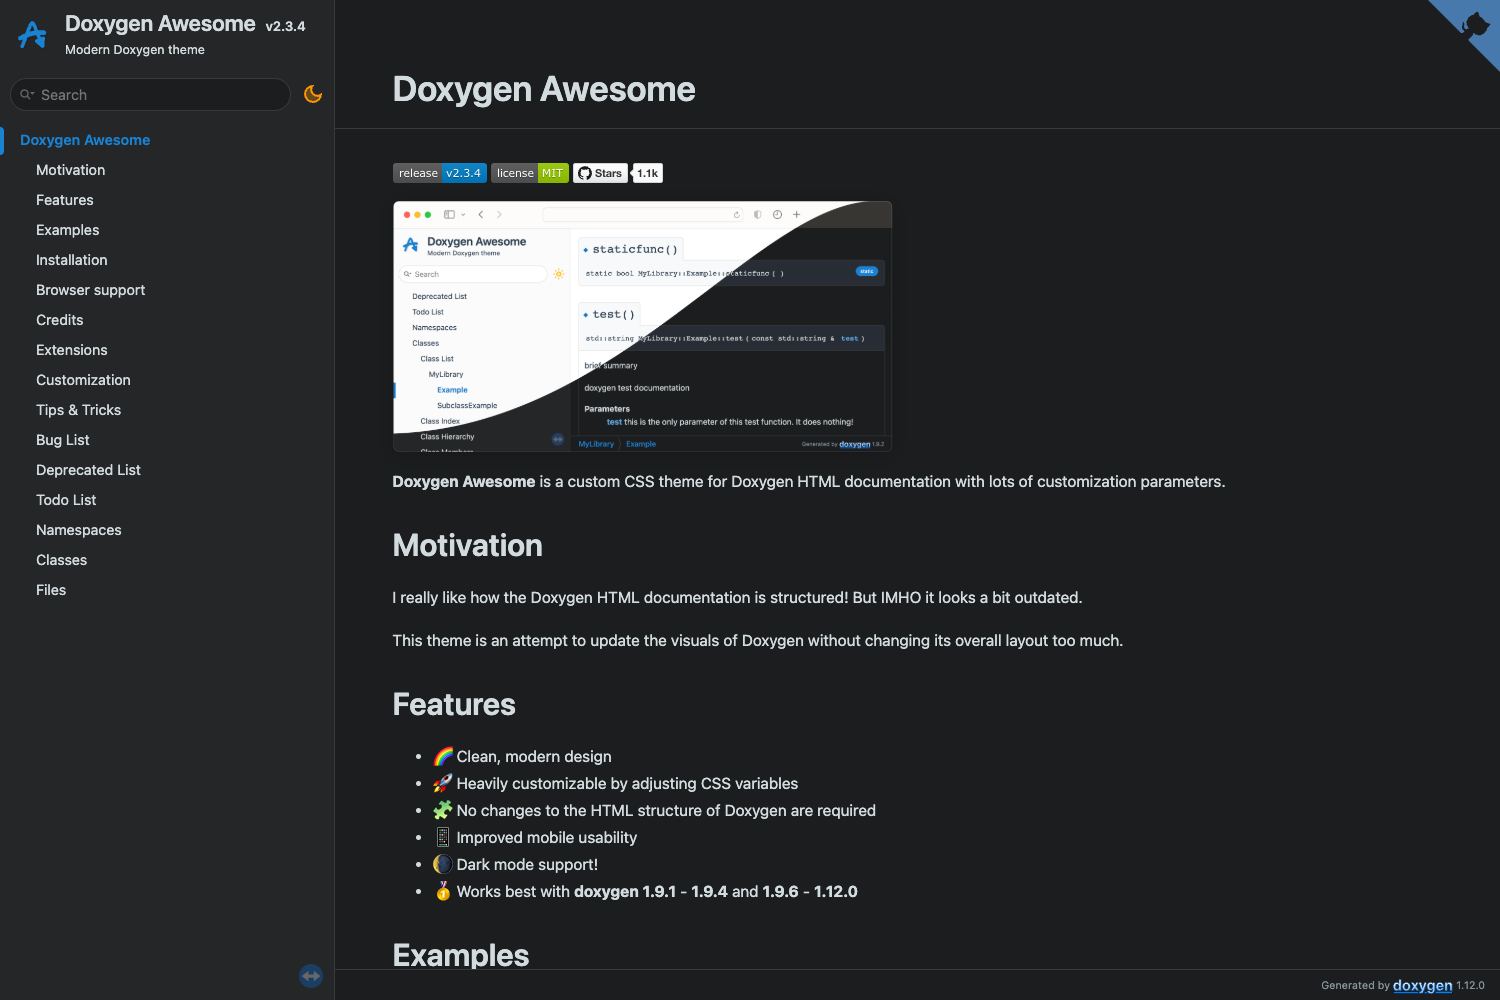 Doxygen Awesome v2.3.4
Modern Doxygen theme
Search
Doxygen Awesome
Motivation
Features
Examples
Installation
Browser support
Credits
Extensions
Customization
Tips & Tricks
Bug List
Deprecated List
Todo List
Namespaces
Classes
Files
Doxygen Awesome
release v2.3.4 license MIT Stars 1.1k
Doxygen Awesome
Modern Doxygen theme
Search
Deprecated List
Todo List
Namespaces
Classes
Class List
MyLibrary
Example
SubclassExample
Class Index
Class Hierarchy
Class Members
staticfunc()
static bool MyLibrary::Example::staticfunc ( ) static
test()
std::string MyLibrary::Example::test ( const std::string & test )
brief summary
doxygen test documentation
Parameters
test this is the only parameter of this test function. It does nothing!
MyLibrary Example Generated by doxygen 1.9.2
Doxygen Awesome is a custom CSS theme for Doxygen HTML documentation with lots of customization parameters.
Motivation
I really like how the Doxygen HTML documentation is structured! But IMHO it looks a bit outdated.
This theme is an attempt to update the visuals of Doxygen without changing its overall layout too much.
Features
• 🌈 Clean, modern design
• 🚀 Heavily customizable by adjusting CSS variables
• 🧩 No changes to the HTML structure of Doxygen are required
• 📱 Improved mobile usability
• 🌘 Dark mode support!
• 🥇 Works best with doxygen 1.9.1 - 1.9.4 and 1.9.6 - 1.12.0
Examples
Generated by doxygen 1.12.0